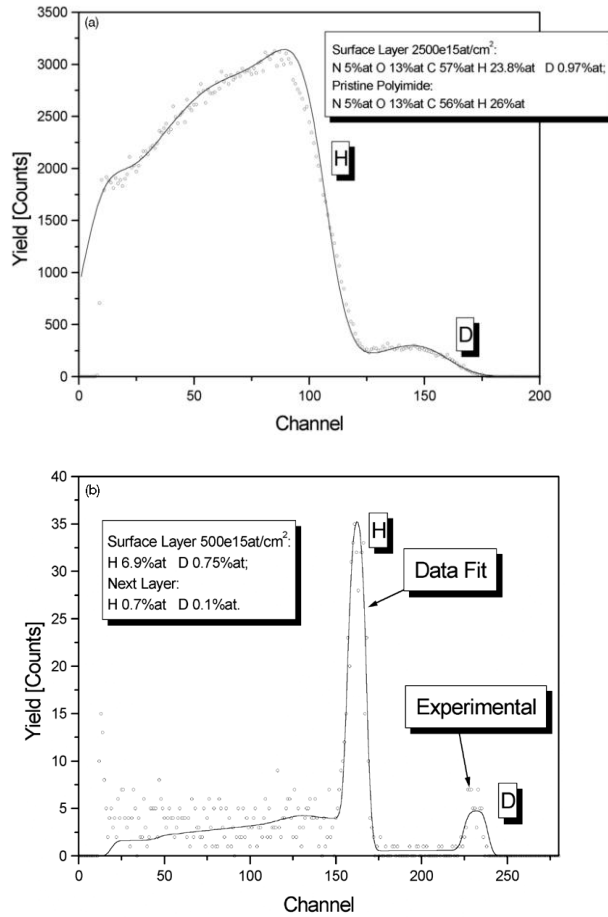 (a)
Surface Layer 2500e15at/cm²:
N 5%at O 13%at C 57%at H 23.8%at D 0.97%at;
Pristine Polyimide:
N 5%at O 13%at C 56%at H 26%at
3500
3000
2500
2000
1500
1000
500
0
Yield [Counts]
H
D
0 50 100 150 200
Channel
(b)
Surface Layer 500e15at/cm²:
H 6.9%at D 0.75%at;
Next Layer:
H 0.7%at D 0.1%at.
40
35
30
25
20
15
10
5
0
Yield [Counts]
H
Data Fit
Experimental
D
0 50 100 150 200 250
Channel